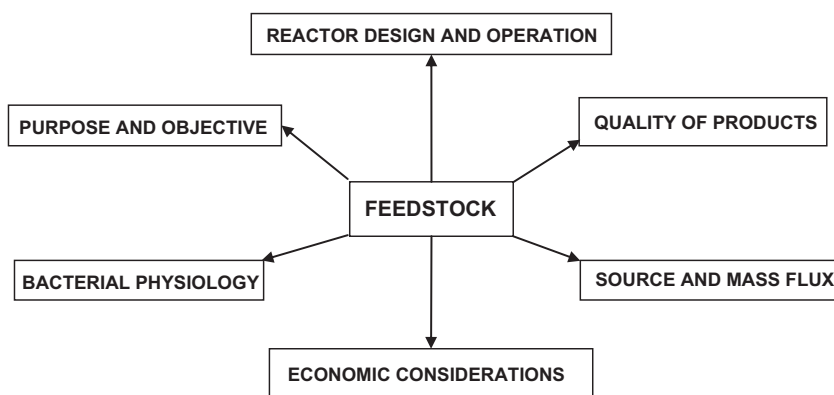 REACTOR DESIGN AND OPERATION
PURPOSE AND OBJECTIVE
QUALITY OF PRODUCTS
FEEDSTOCK
BACTERIAL PHYSIOLOGY
SOURCE AND MASS FLUX
ECONOMIC CONSIDERATIONS